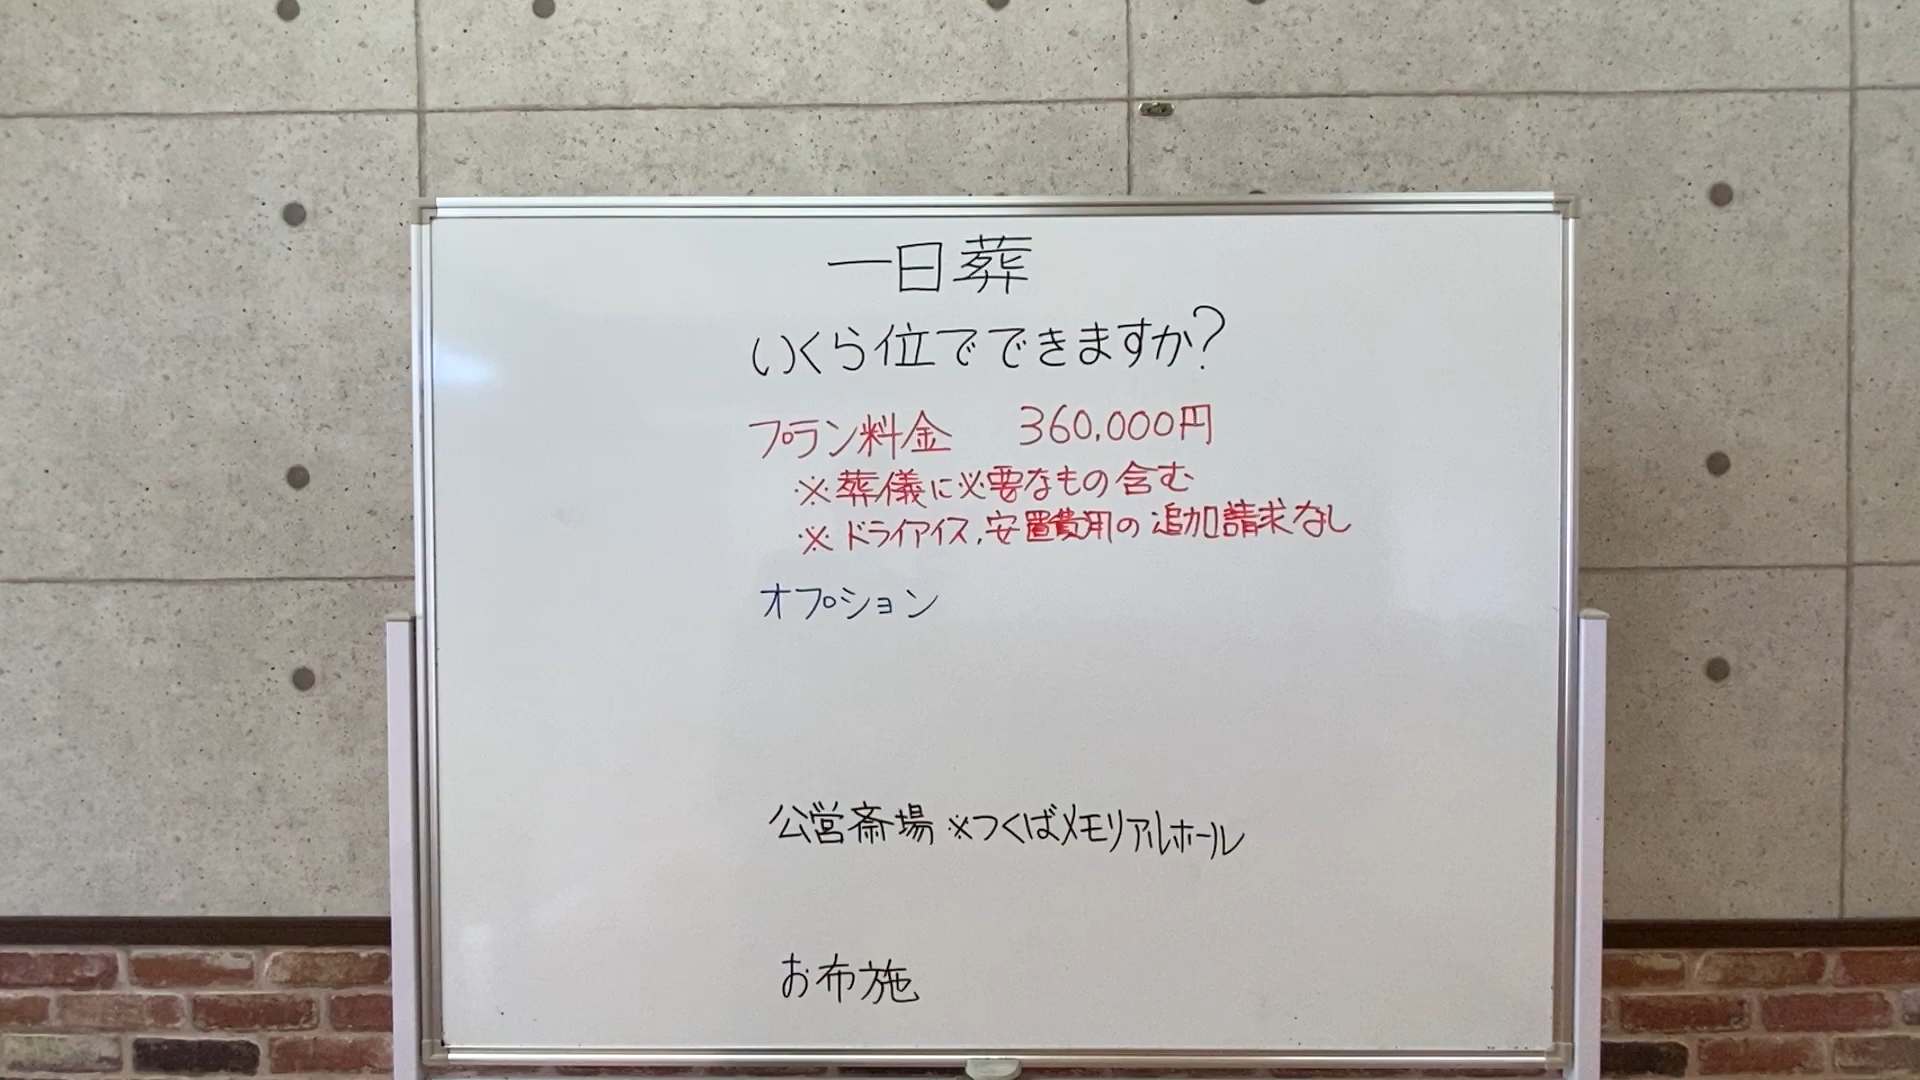 一日葬
いくら位でできますか?
プラン料金 360,000円
※葬儀に必要なもの含む
※ドライアイス,安置費用の追加請求なし
オプション
公営斎場 ※つくばメモリアルホール
お布施